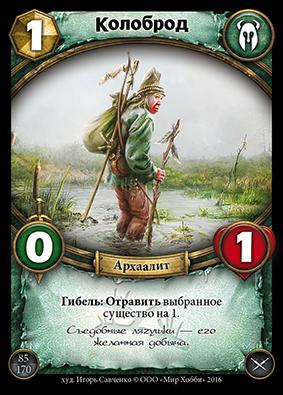 1
Колоброд
0
Архаалит
1
Гибель: Отравить выбранное
существо на 1.
Съедобные лягушки — его
желанная добыча.
85
170
худ. Игорь Савченко © ООО «Мир Хобби» 2016